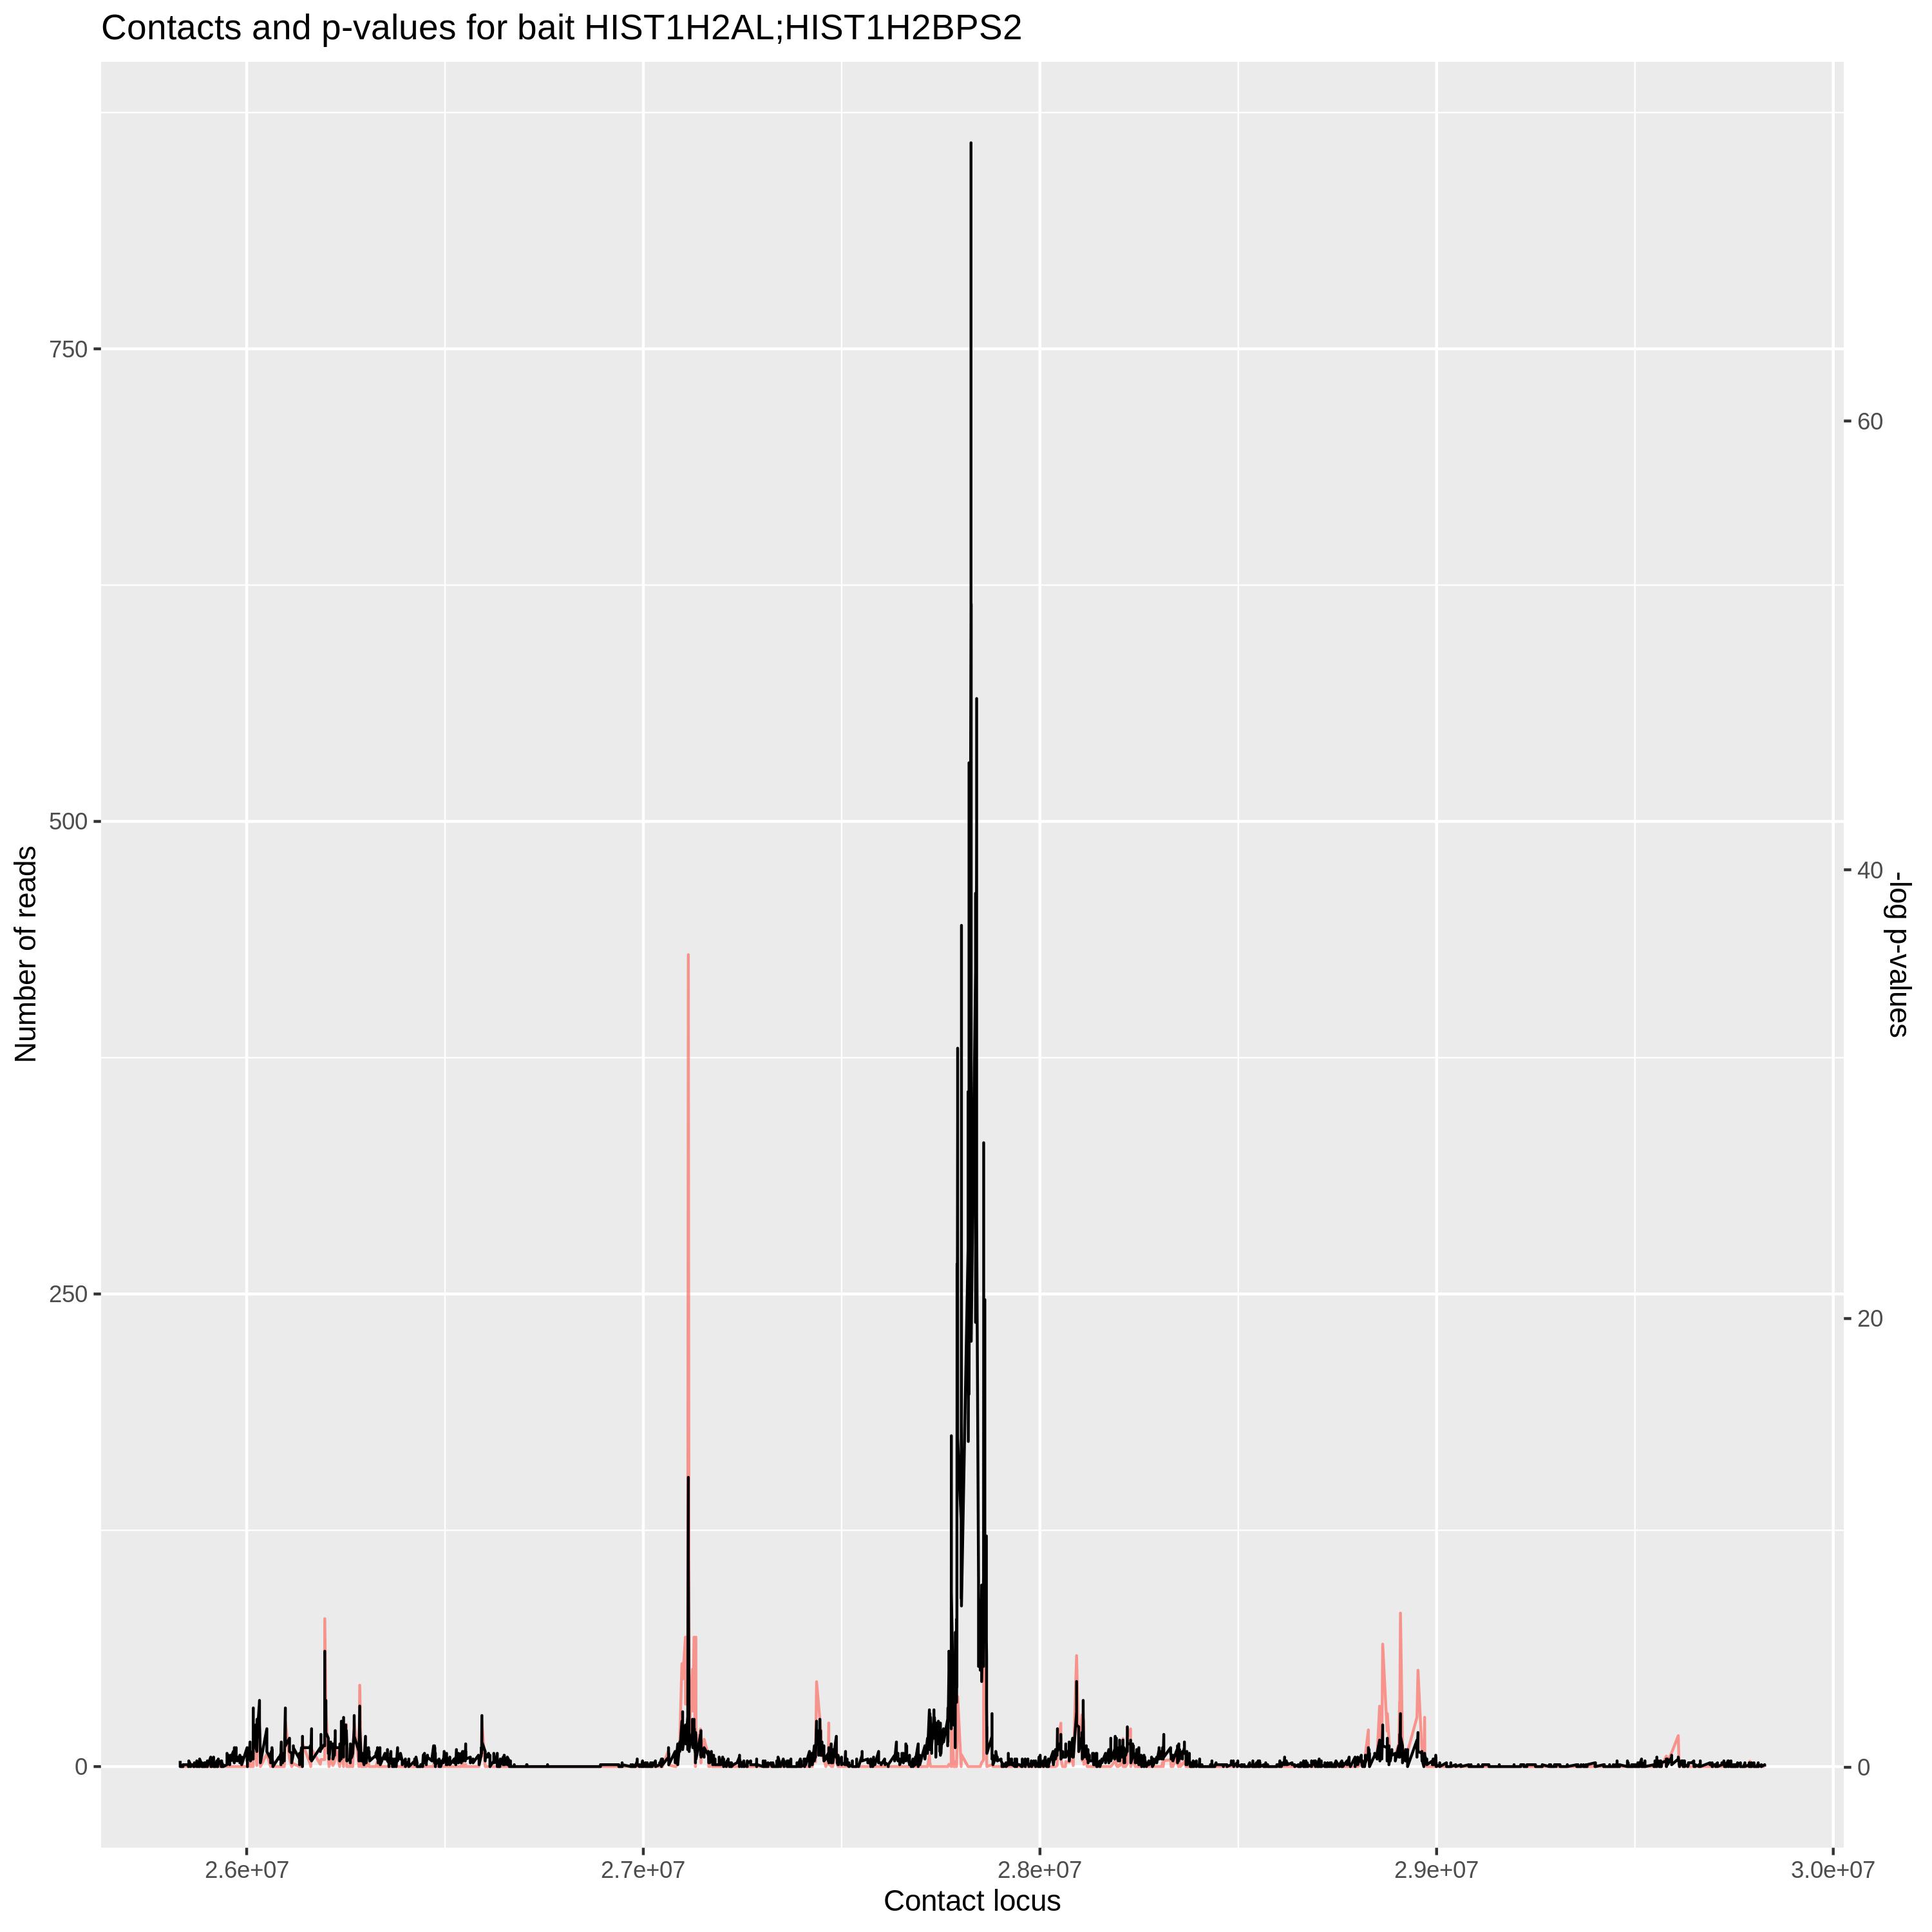 Contacts and p-values for bait HIST1H2AL;HIST1H2BPS2
750
500
250
0
Number of reads
60
40
20
0
-log p-values
2.6e+07 2.7e+07 2.8e+07 2.9e+07 3.0e+07
Contact locus